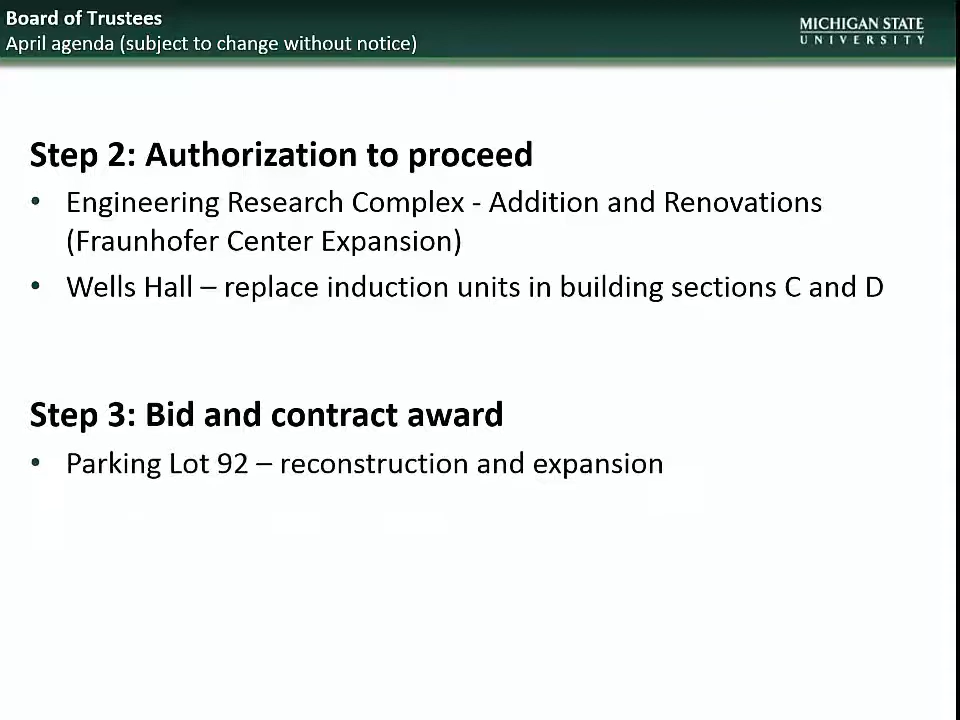 Board of Trustees
April agenda (subject to change without notice)
MICHIGAN STATE
UNIVERSITY
Step 2: Authorization to proceed
• Engineering Research Complex - Addition and Renovations
(Fraunhofer Center Expansion)
• Wells Hall – replace induction units in building sections C and D
Step 3: Bid and contract award
• Parking Lot 92 – reconstruction and expansion